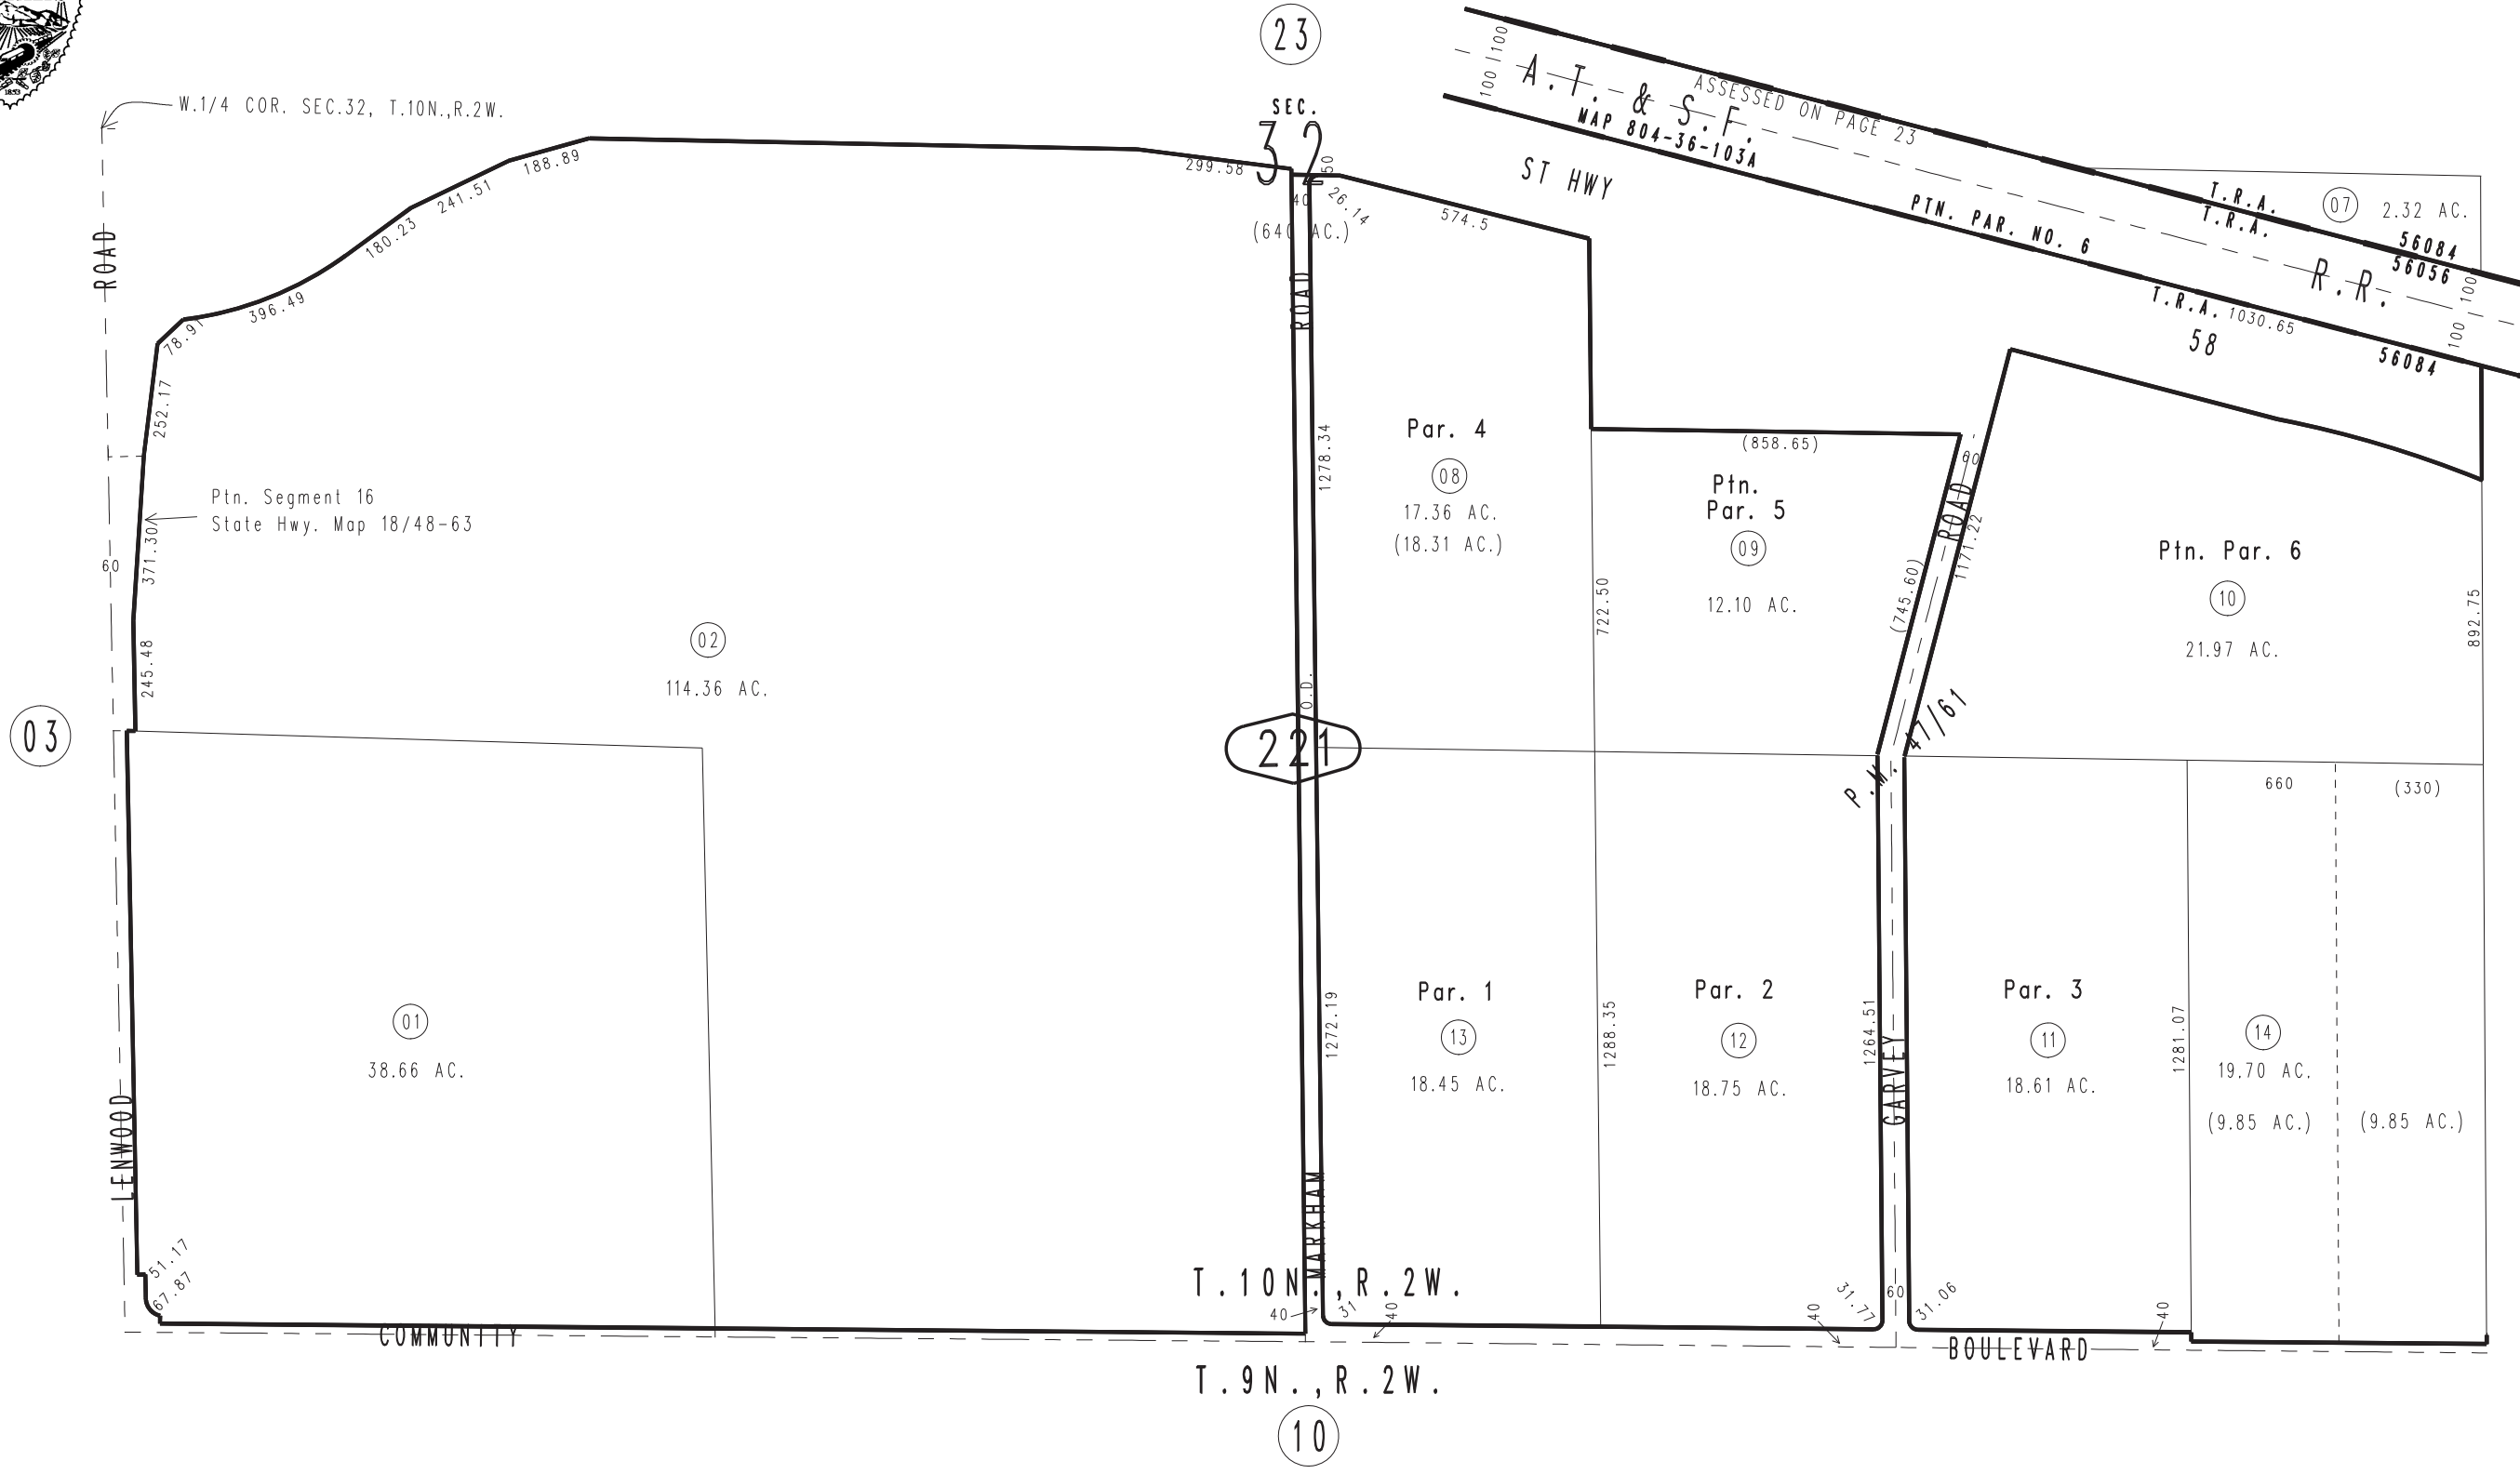 23
1853
W.1/4 COR. SEC.32, T.10N.,R.2W.
SEC.
32
(640 AC.)
100 100
A.T. & S.F.
R.R.
ASSESSED ON PAGE 23
MAP 804-36-103A
PTN. PAR. NO. 6
ST HWY
T.R.A. 56084
T.R.A. 56056
T.R.A. 56084
07
2.32 AC.
100 100
1030.65
58
188.89
241.51
180.23
396.49
78.91
252.17
371.30
245.48
299.58
50
40
26.14
574.5
ROAD
60
ROAD
1278.34
Ptn. Segment 16
State Hwy. Map 18/48-63
02
114.36 AC.
Par. 4
08
17.36 AC.
(18.31 AC.)
722.50
(858.65)
Ptn.
Par. 5
09
12.10 AC.
(745.60)
60
ROAD
1171.22
Ptn. Par. 6
10
21.97 AC.
892.75
03
O.D.
221
P.M. 47/61
660
(330)
01
38.66 AC.
LENWOOD
51.17
67.87
1272.19
MARKHAM
Par. 1
13
18.45 AC.
1288.35
Par. 2
12
18.75 AC.
1264.51
GARVEY
Par. 3
11
18.61 AC.
1281.07
14
19.70 AC.
(9.85 AC.)
(9.85 AC.)
T.10N.,R.2W.
40
31
40
40
31.77
60
31.06
40
COMMUNITY
BOULEVARD
T.9N.,R.2W.
10